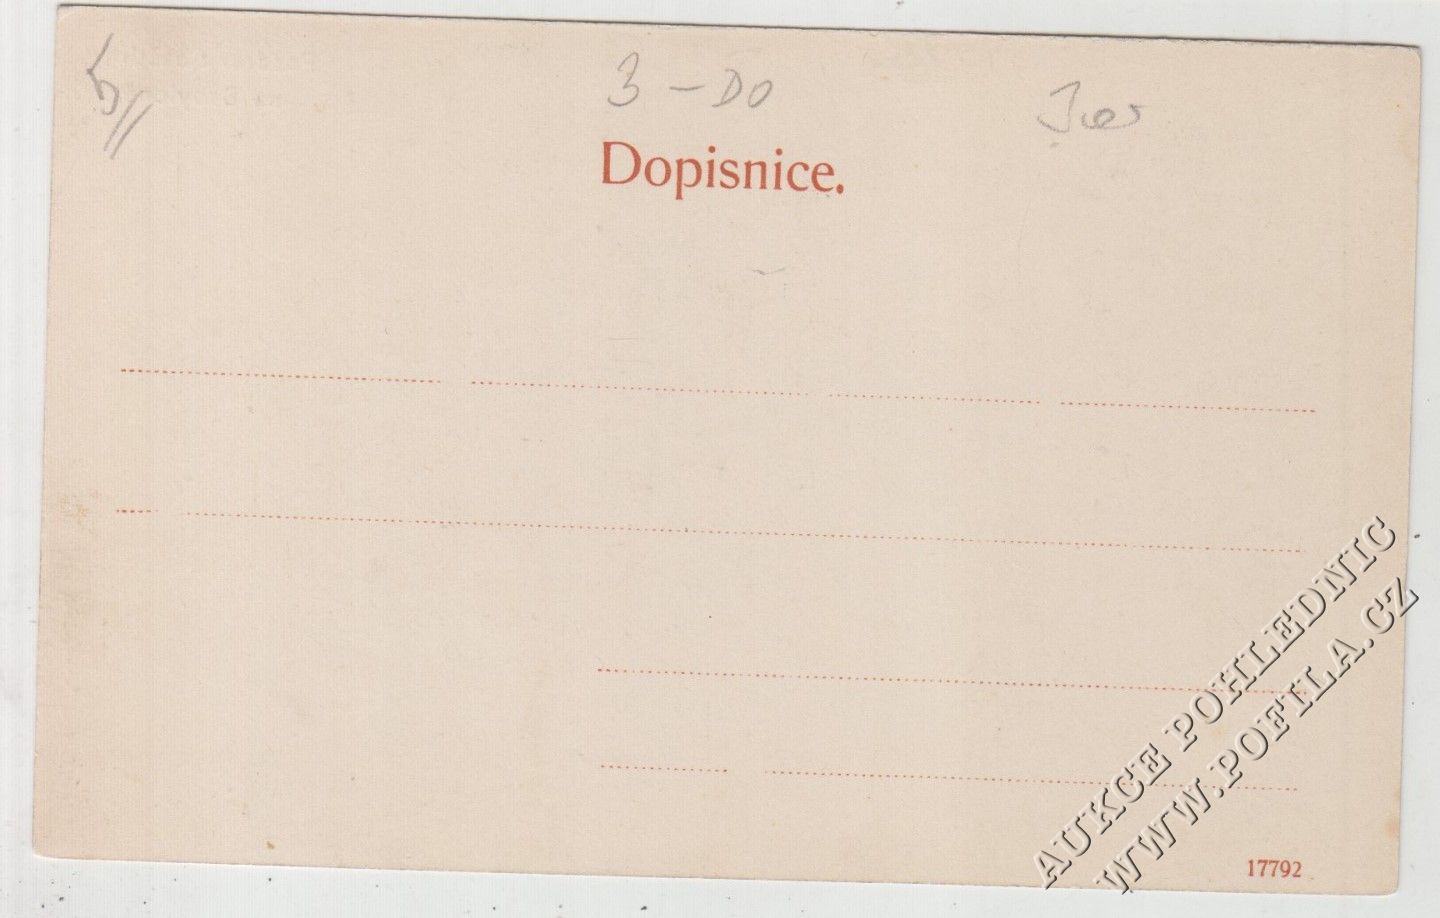 3 - DO
Dopisnice.
AUKCE POHLEDNIC
WWW.POFILA.CZ
17792